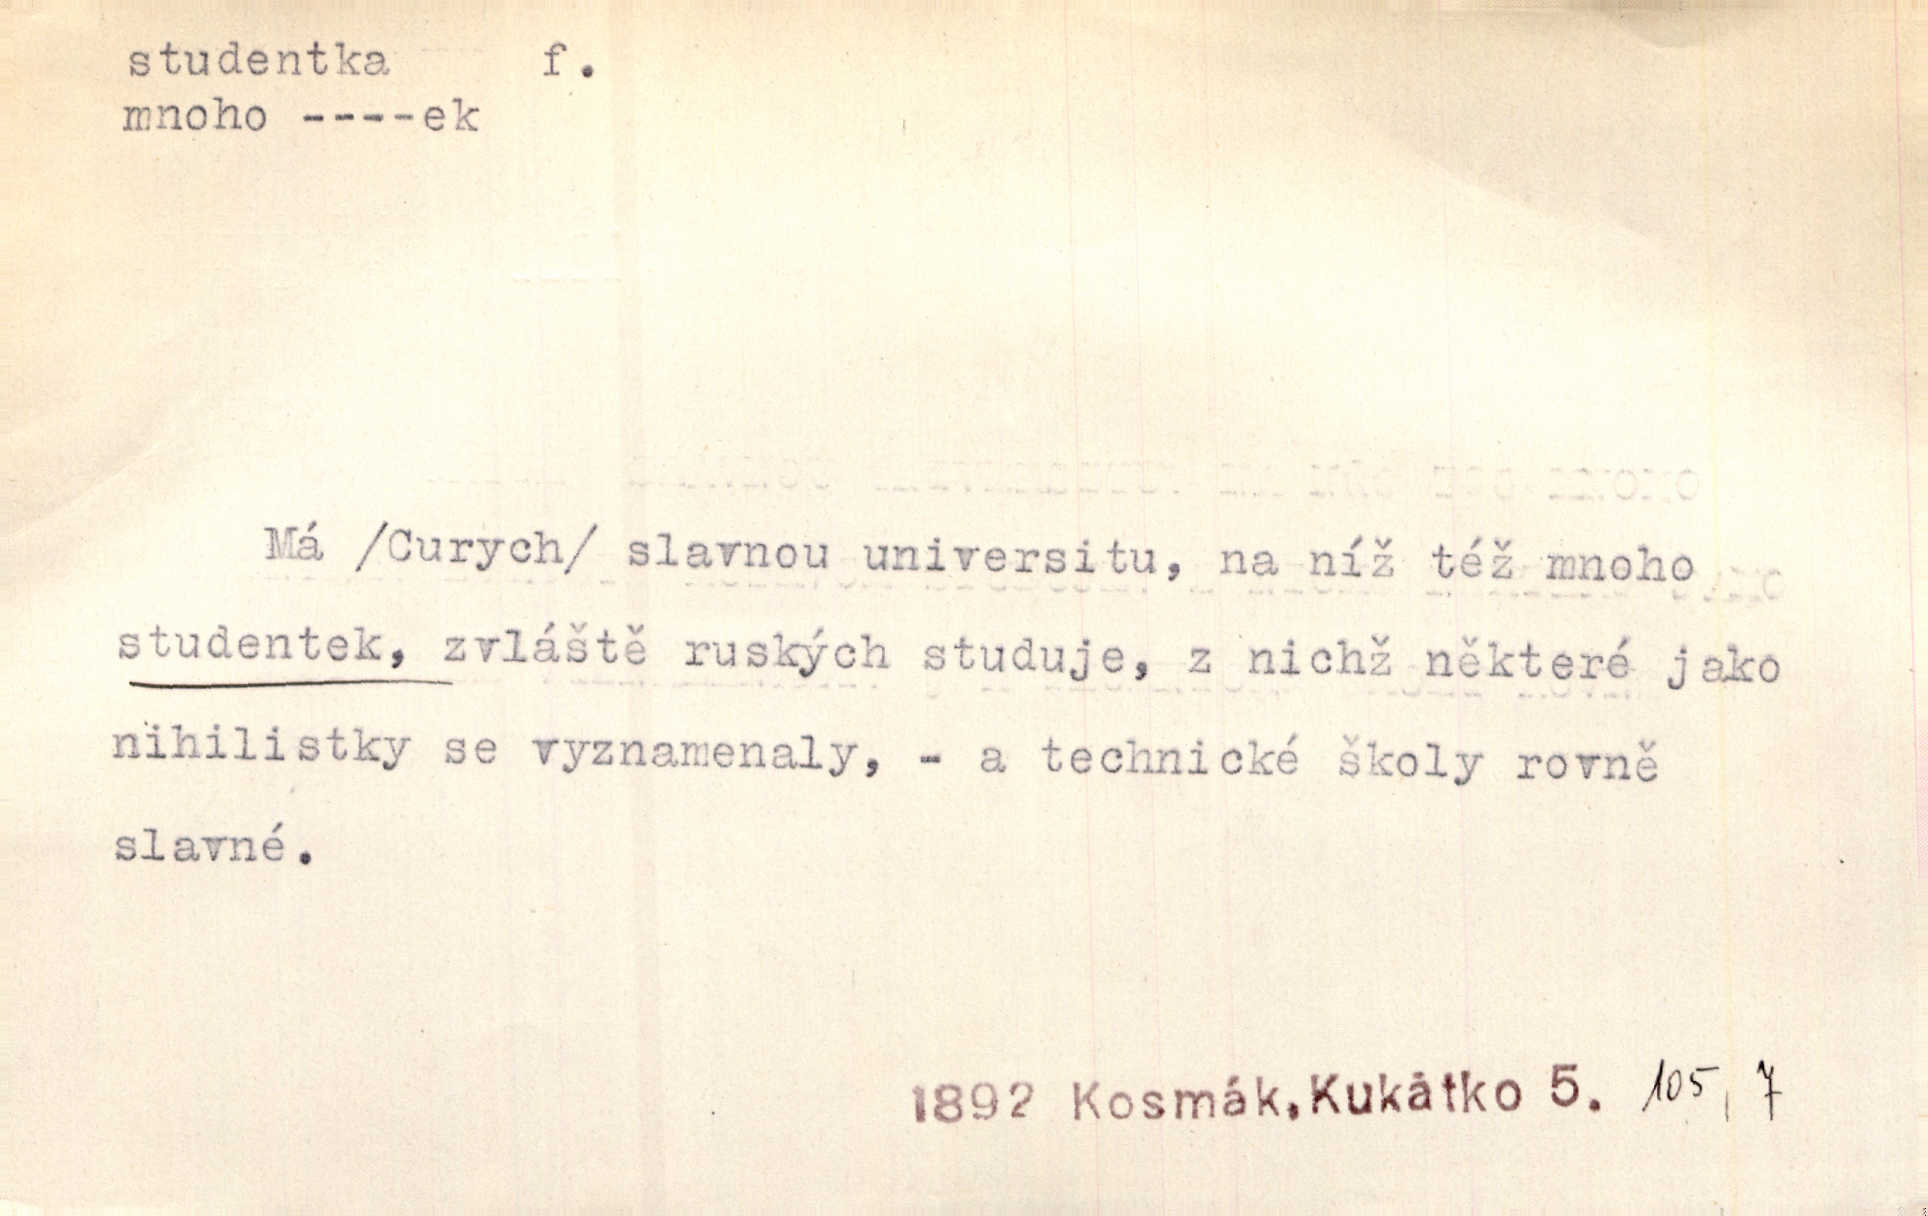 studentka f.
mnoho ----ek
Má /Curych/ slavnou universitu, na níž též mnoho
studentek, zvláště ruských studuje, z nichž některé jako
nihilistky se vyznamenaly, - a technické školy rovně
slavné.
1892 Kosmák,Kukátko 5. 105, 7